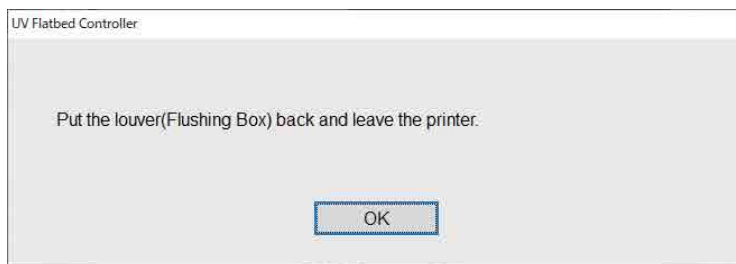 UV Flatbed Controller
Put the louver(Flushing Box) back and leave the printer.
OK